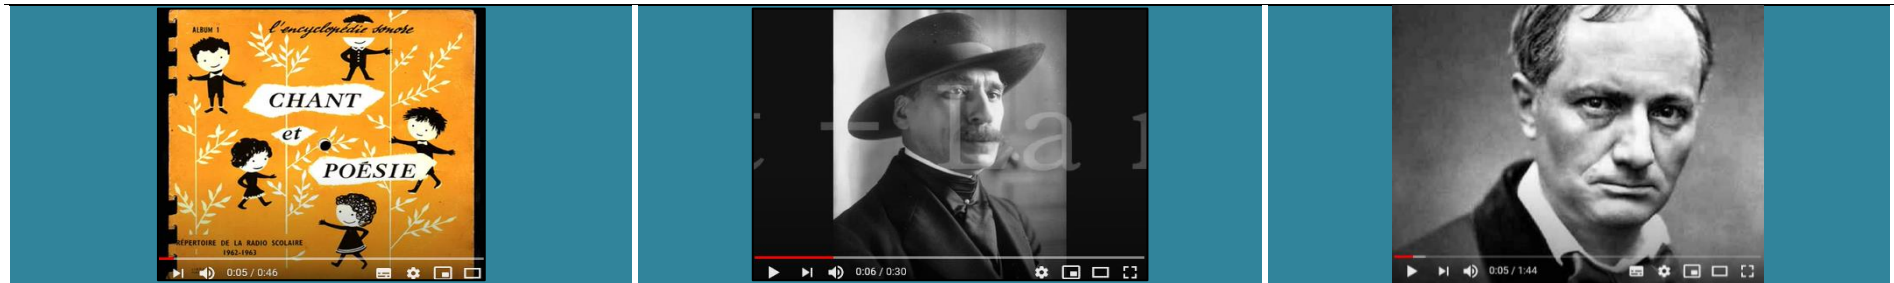 ALBUM 1
l'encyclopédie sonore
CHANT
et
POÉSIE
RÉPERTOIRE DE LA RADIO SCOLAIRE
1962-1963
0:05 / 0:46
La
0:06 / 0:30
0:05 / 1:44